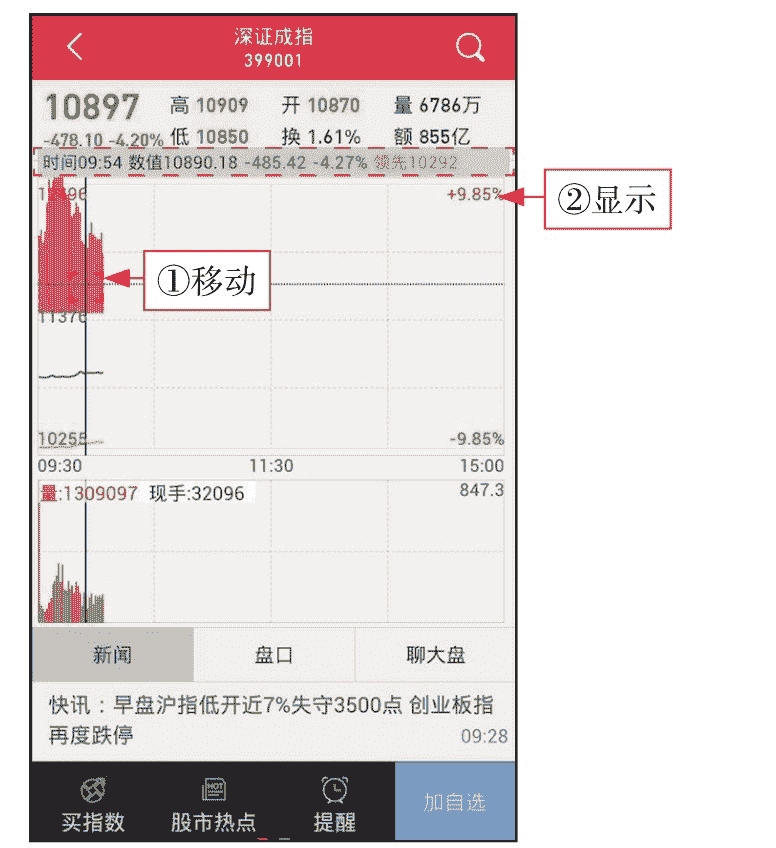 深证成指
399001
10897 高 10909 开 10870 量 6786万
-478.10 -4.20% 低 10850 换 1.61% 额 855亿
时间09:54 数值10890.18 -485.42 -4.27% 领先10292
+9.85%
②显示
①移动
11376
10255 -9.85%
09:30 11:30 15:00
量:1309097 现手:32096 847.3
新闻 盘口 聊大盘
快讯：早盘沪指低开近7%失守3500点 创业板指
再度跌停 09:28
HOT
买指数 股市热点 提醒 加自选